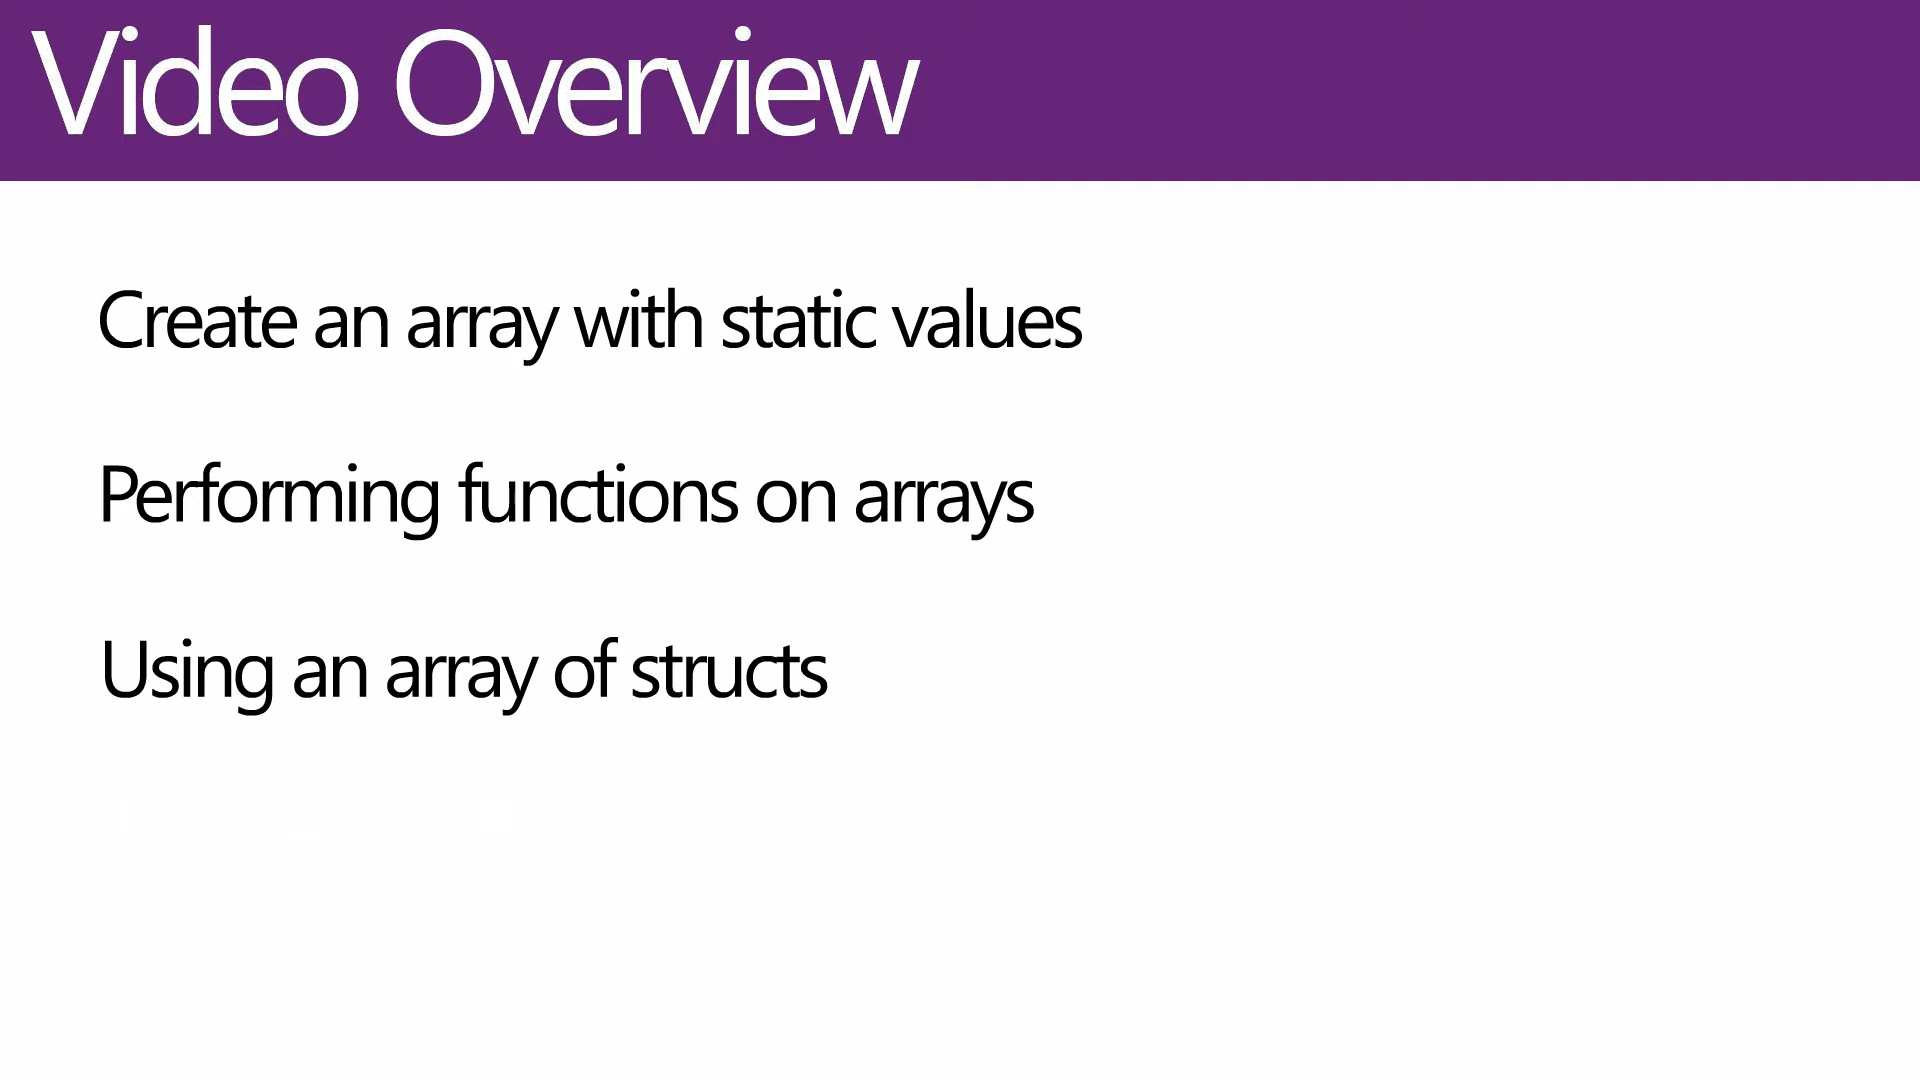 Video Overview
Create an array with static values
Performing functions on arrays
Using an array of structs